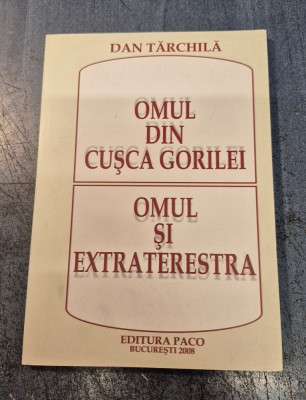 DAN TĂRCHILĂ
OMUL
DIN
CUŞCA GORILEI
OMUL
ŞI
EXTRATERESTRA
EDITURA PACO
BUCUREŞTI 2008